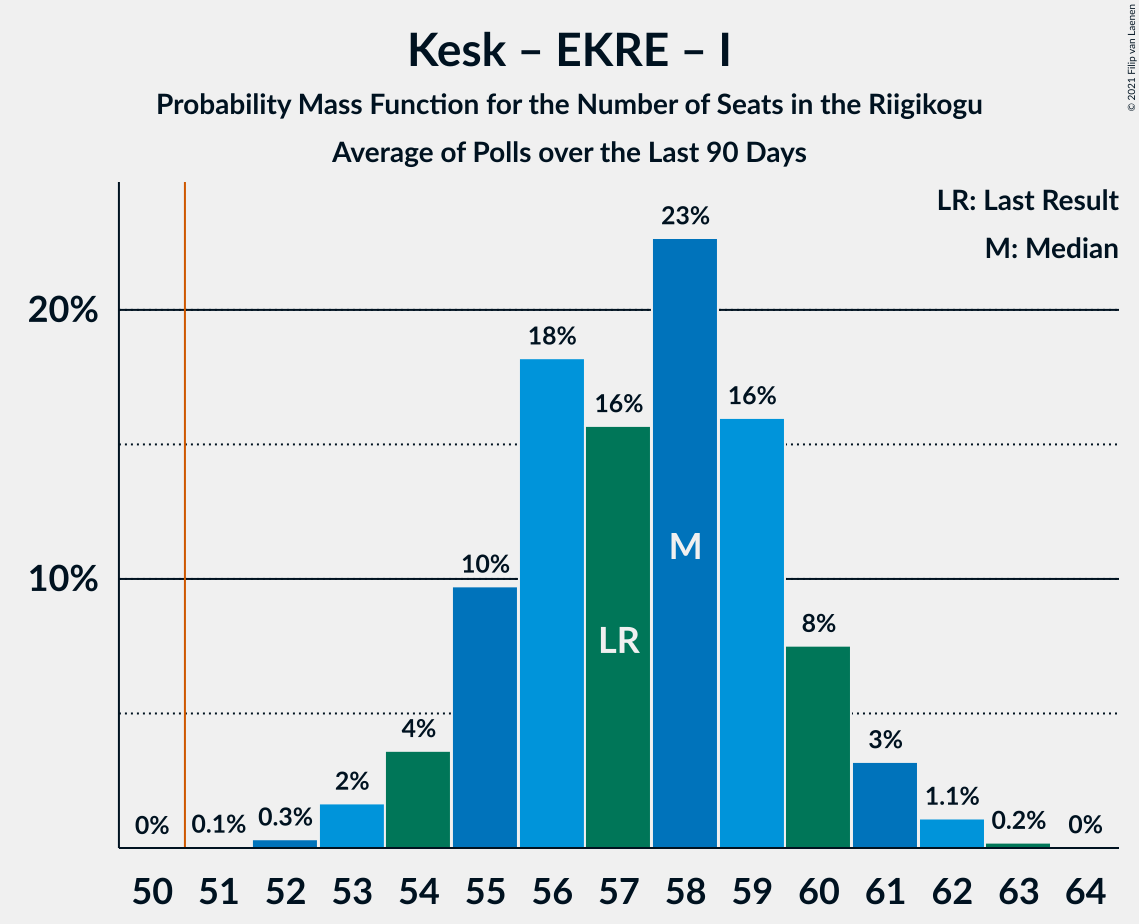 Kesk – EKRE – I
Probability Mass Function for the Number of Seats in the Riigikogu
Average of Polls over the Last 90 Days
© 2021 Filip van Laenen
LR: Last Result
M: Median
20%
10%
0%
0.1%
0.3%
2%
4%
10%
18%
16%
23%
16%
8%
3%
1.1%
0.2%
0%
LR
M
50 51 52 53 54 55 56 57 58 59 60 61 62 63 64